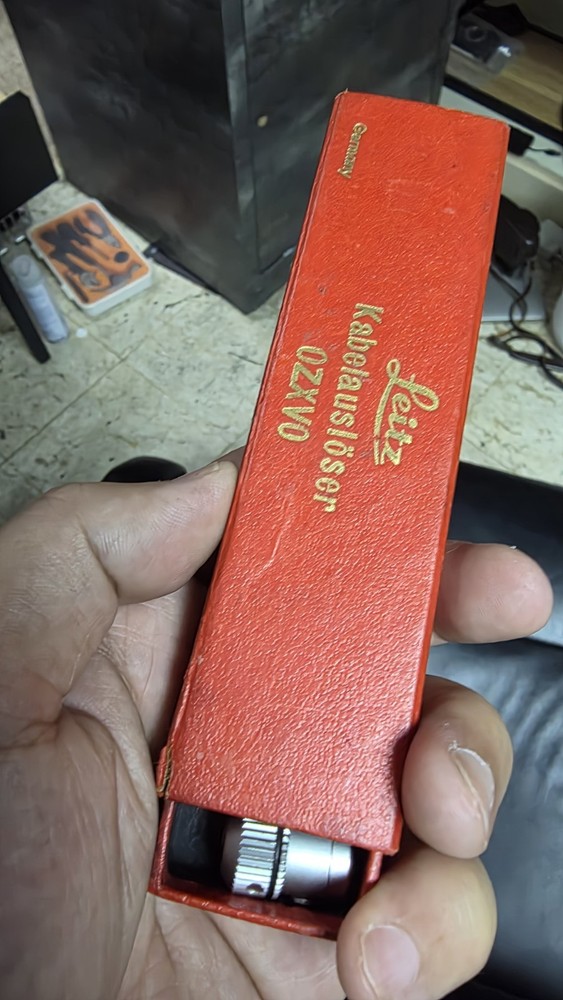 Leitz
Kabelauslöser
OZXVO
Germany